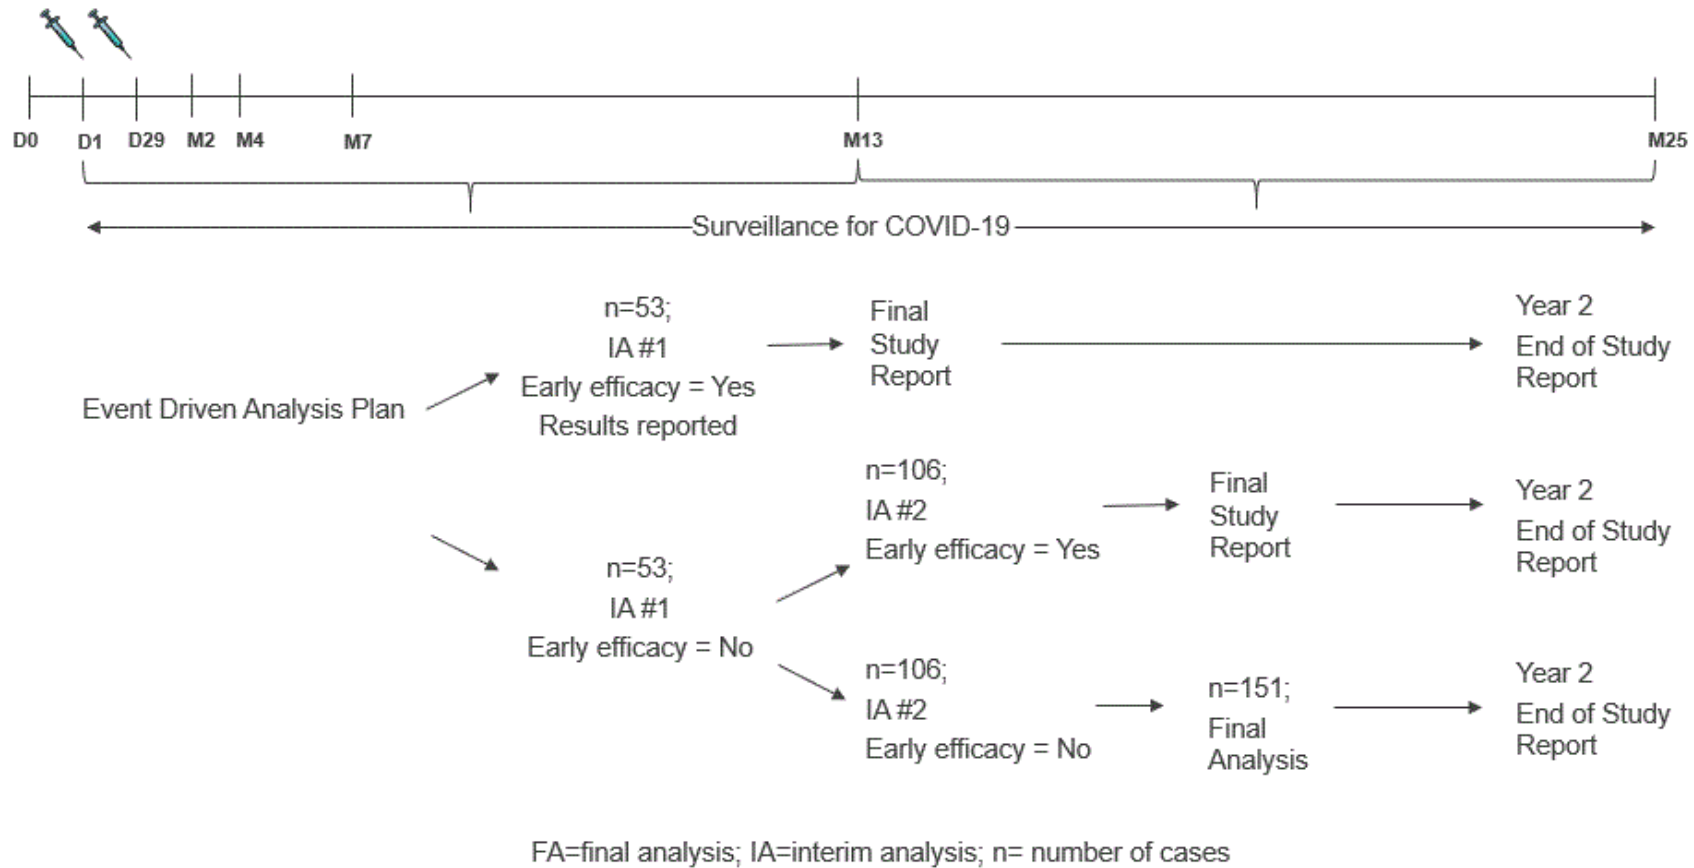 D0 D1 D29 M2 M4 M7 M13 M25
Surveillance for COVID-19
Event Driven Analysis Plan
n=53;
IA #1
Early efficacy = Yes
Results reported
Final
Study
Report
Year 2
End of Study
Report
n=53;
IA #1
Early efficacy = No
n=106;
IA #2
Early efficacy = Yes
Final
Study
Report
Year 2
End of Study
Report
n=106;
IA #2
Early efficacy = No
n=151;
Final
Analysis
Year 2
End of Study
Report
FA=final analysis; IA=interim analysis; n= number of cases